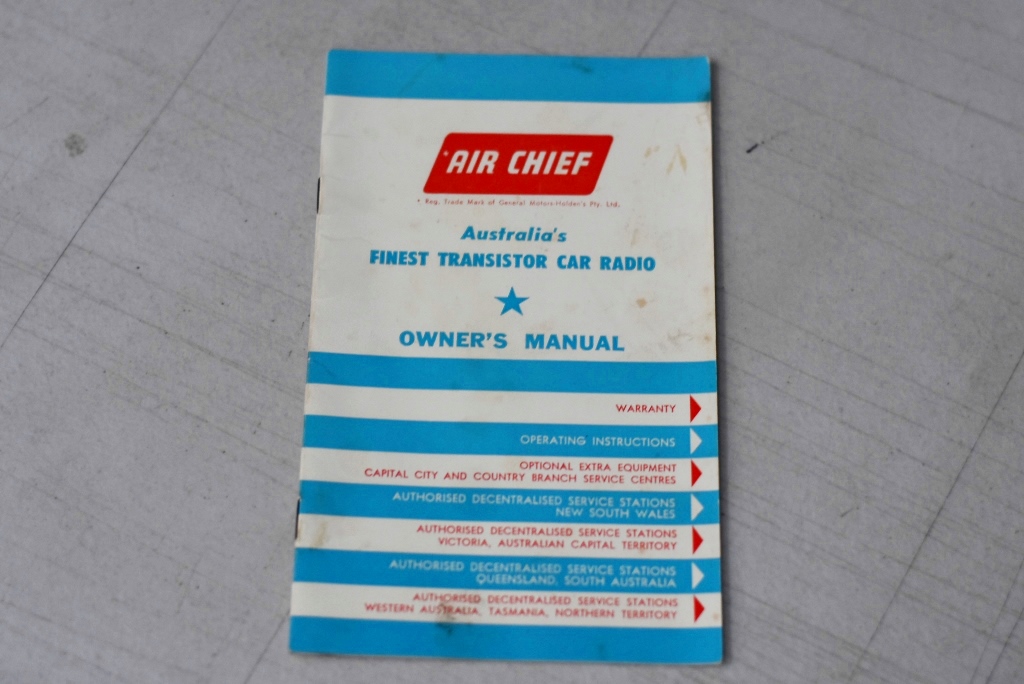 *AIR CHIEF
* Reg. Trade Mark of General Motors-Holder's Pty. Ltd.
Australia's
FINEST TRANSISTOR CAR RADIO
OWNER'S MANUAL
WARRANTY
OPERATING INSTRUCTIONS
OPTIONAL EXTRA EQUIPMENT
CAPITAL CITY AND COUNTRY BRANCH SERVICE CENTRES
AUTHORISED DECENTRALISED SERVICE STATIONS
NEW SOUTH WALES
AUTHORISED DECENTRALISED SERVICE STATIONS
VICTORIA, AUSTRALIAN CAPITAL TERRITORY
AUTHORISED DECENTRALISED SERVICE STATIONS
QUEENSLAND, SOUTH AUSTRALIA
AUTHORISED DECENTRALISED SERVICE STATIONS
WESTERN AUSTRALIA, TASMANIA, NORTHERN TERRITORY